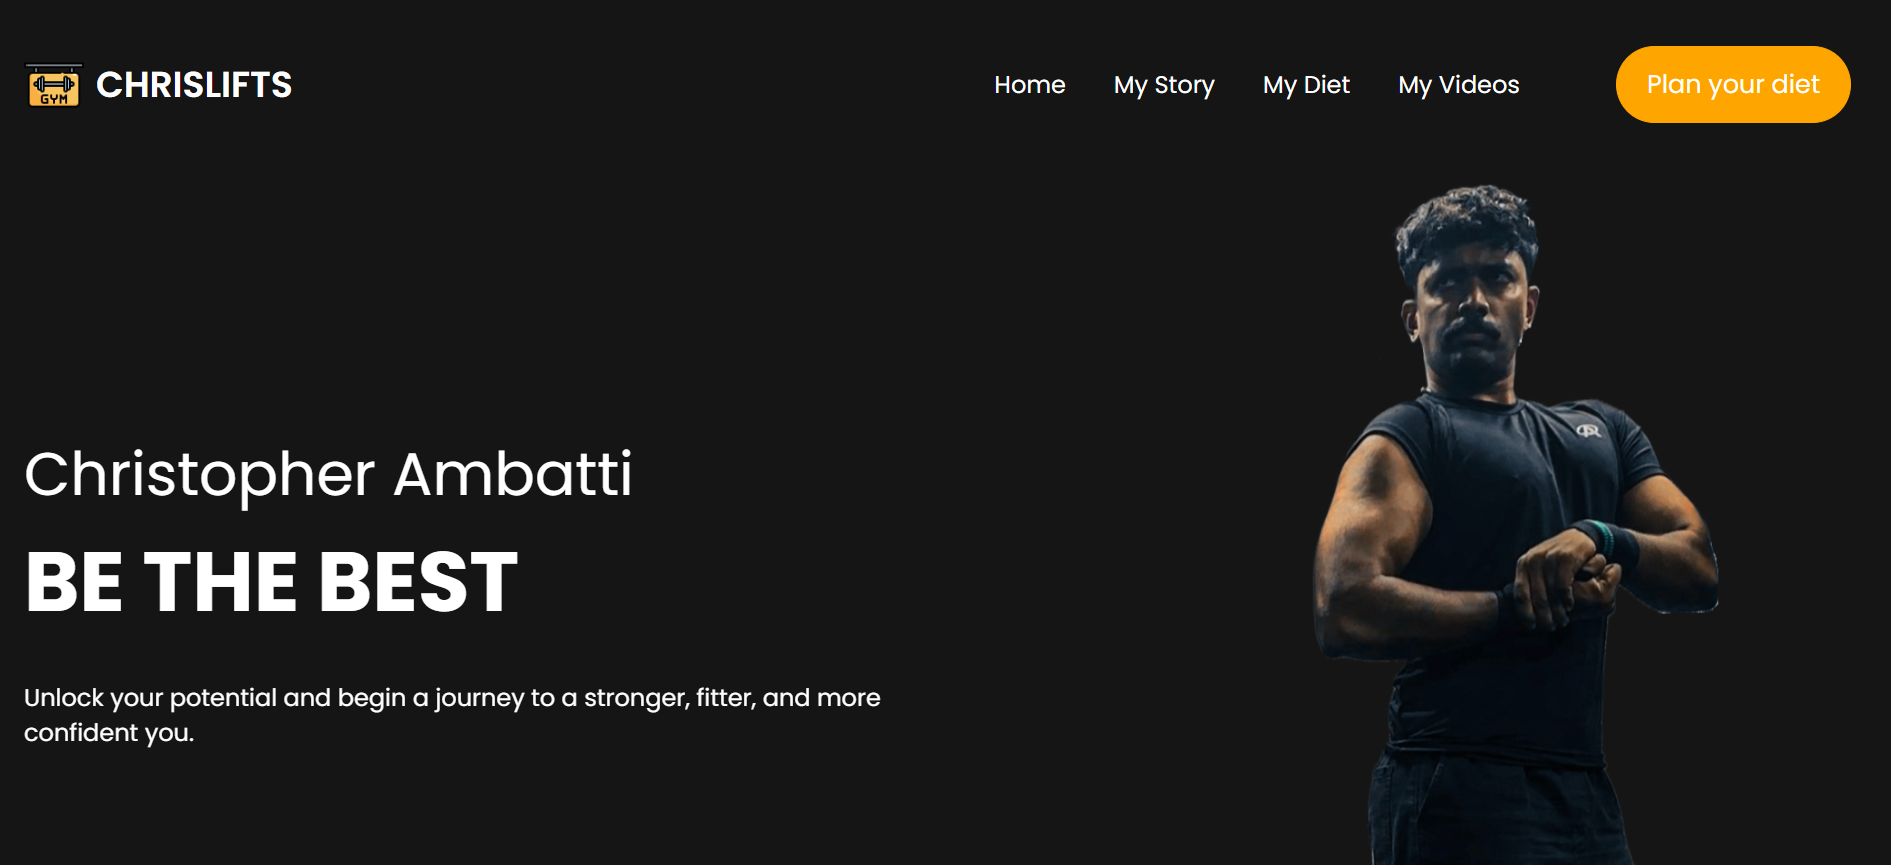 GYM
CHRISLIFTS
Home
My Story
My Diet
My Videos
Plan your diet
Christopher Ambatti
BE THE BEST
Unlock your potential and begin a journey to a stronger, fitter, and more
confident you.